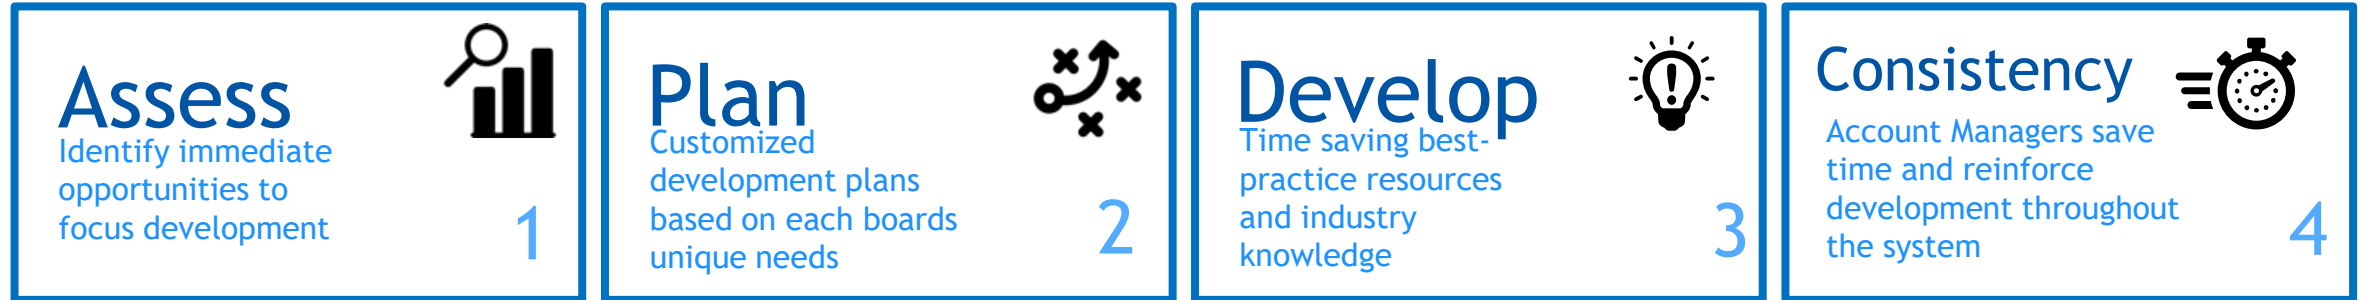 Assess
Identify immediate
opportunities to
focus development
1
Plan
Customized
development plans
based on each boards
unique needs
2
Develop
Time saving best-
practice resources
and industry
knowledge
3
Consistency
Account Managers save
time and reinforce
development throughout
the system
4